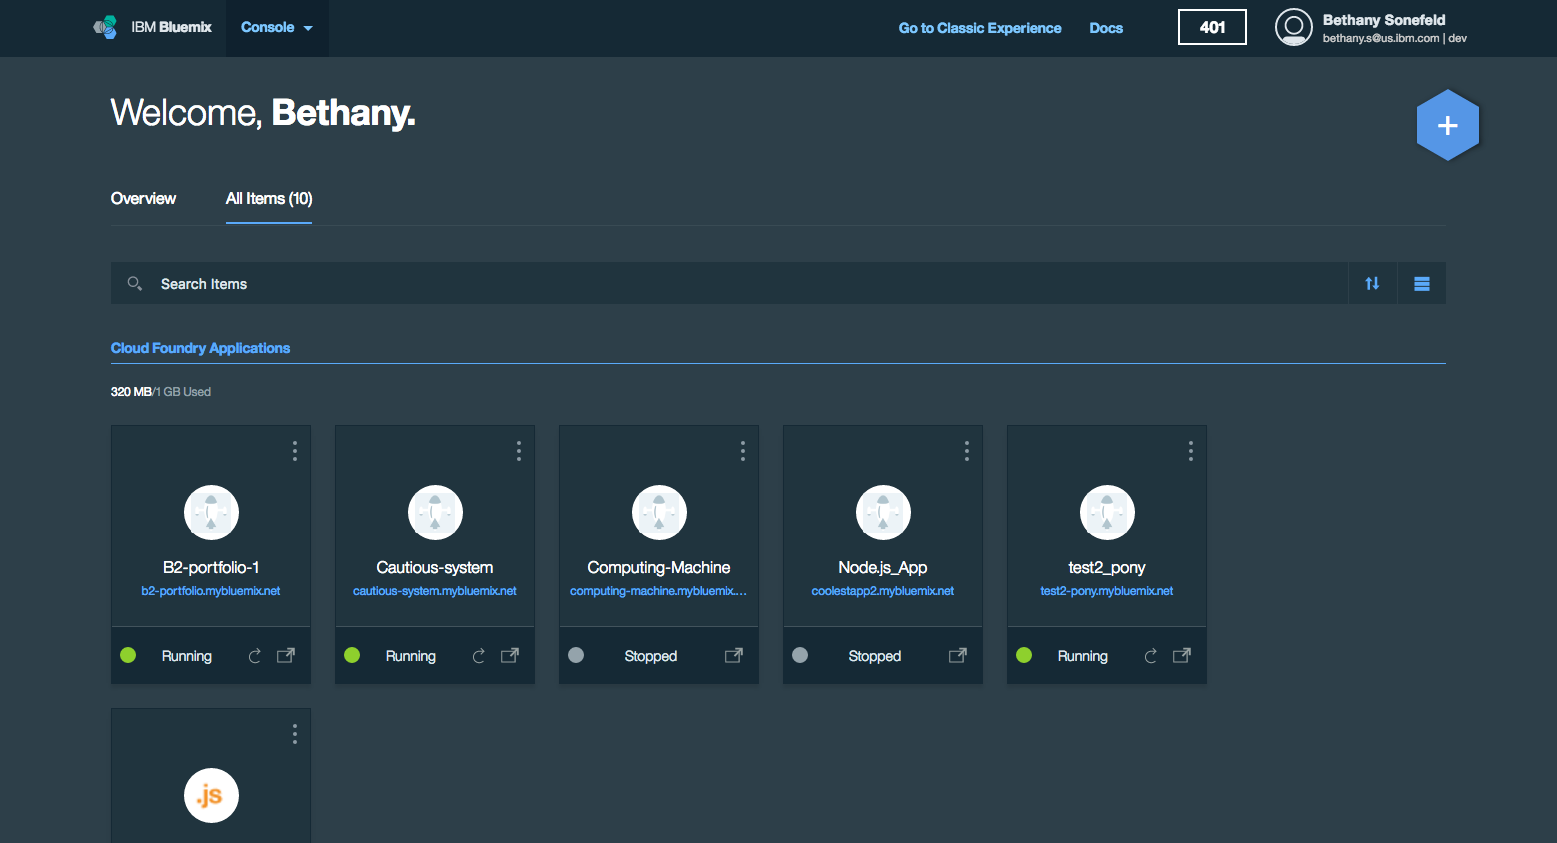 IBM Bluemix
Console
Go to Classic Experience
Docs
401
Bethany Sonefeld
bethany.s@us.ibm.com | dev
Welcome, Bethany.
Overview
All Items (10)
Search Items
Cloud Foundry Applications
320 MB/1 GB Used
B2-portfolio-1
b2-portfolio.mybluemix.net
Running
Cautious-system
cautious-system.mybluemix.net
Running
Computing-Machine
computing-machine.mybluemix....
Stopped
Node.js_App
coolestapp2.mybluemix.net
Stopped
test2_pony
test2-pony.mybluemix.net
Running
.js